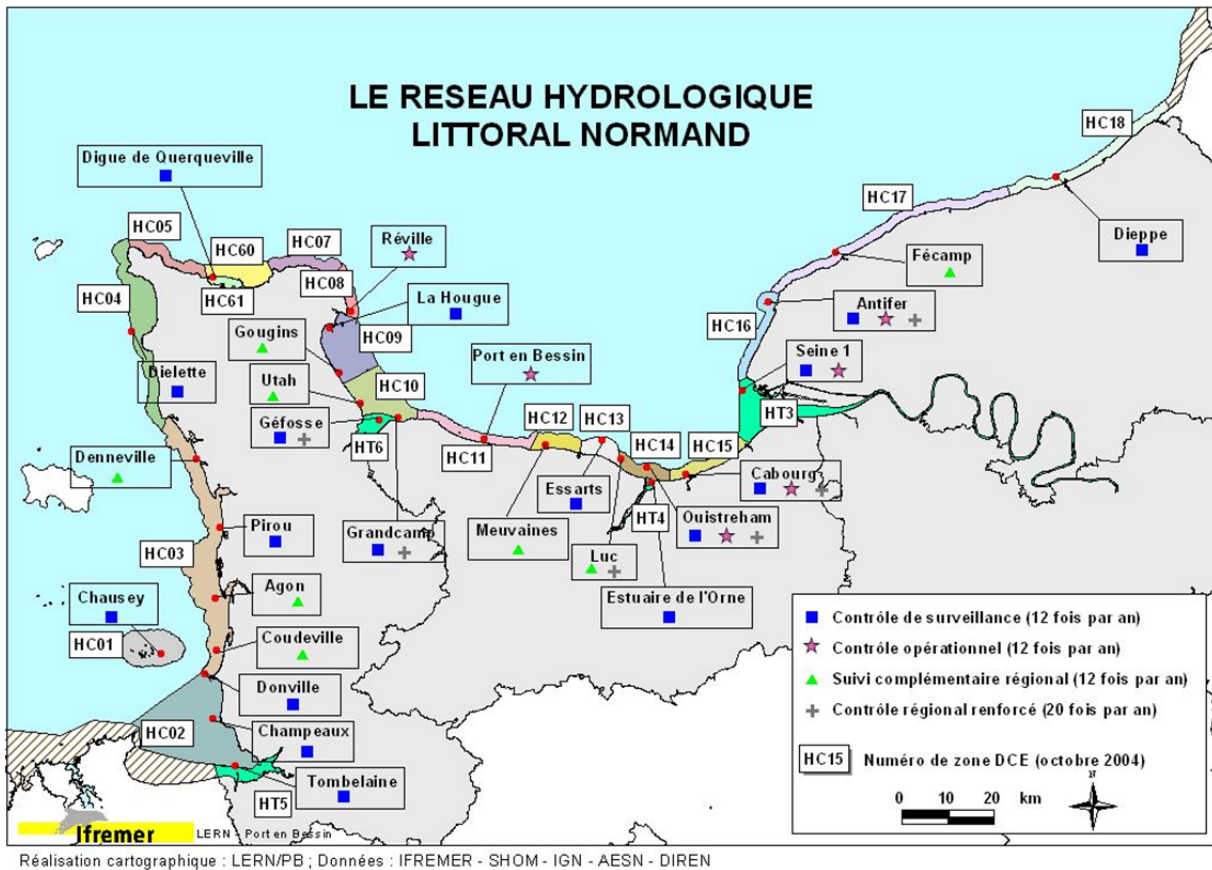 LE RESEAU HYDROLOGIQUE
LITTORAL NORMAND
HC18
Digue de Querqueville
HC17
HC05
HC60
HC07
Réville
Dieppe
Fécamp
HC61
HC08
La Hougue
HC04
Antifer
HC16
Gougins
HC09
Port en Bessin
Seine 1
Dielette
Utah
HC10
HC12
HC13
HT3
Géfosse
HT6
HC11
HC14
HC15
Denneville
Cabourg
Essarts
HT4
Pirou
Grandcamp
Meuvaines
Ouistreham
HC03
Luc
Agon
Chausey
Estuaire de l'Orne
HC01
Coudeville
Donville
HC02
Champeaux
Tombelaine
HT5
Contrôle de surveillance (12 fois par an)
Contrôle opérationnel (12 fois par an)
Suivi complémentaire régional (12 fois par an)
Contrôle régional renforcé (20 fois par an)
HC15 Numéro de zone DCE (octobre 2004)
N
0 10 20 km
Ifremer LERN - Port en Bessin
Réalisation cartographique : LERN/PB ; Données : IFREMER - SHOM - IGN - AESN - DIREN